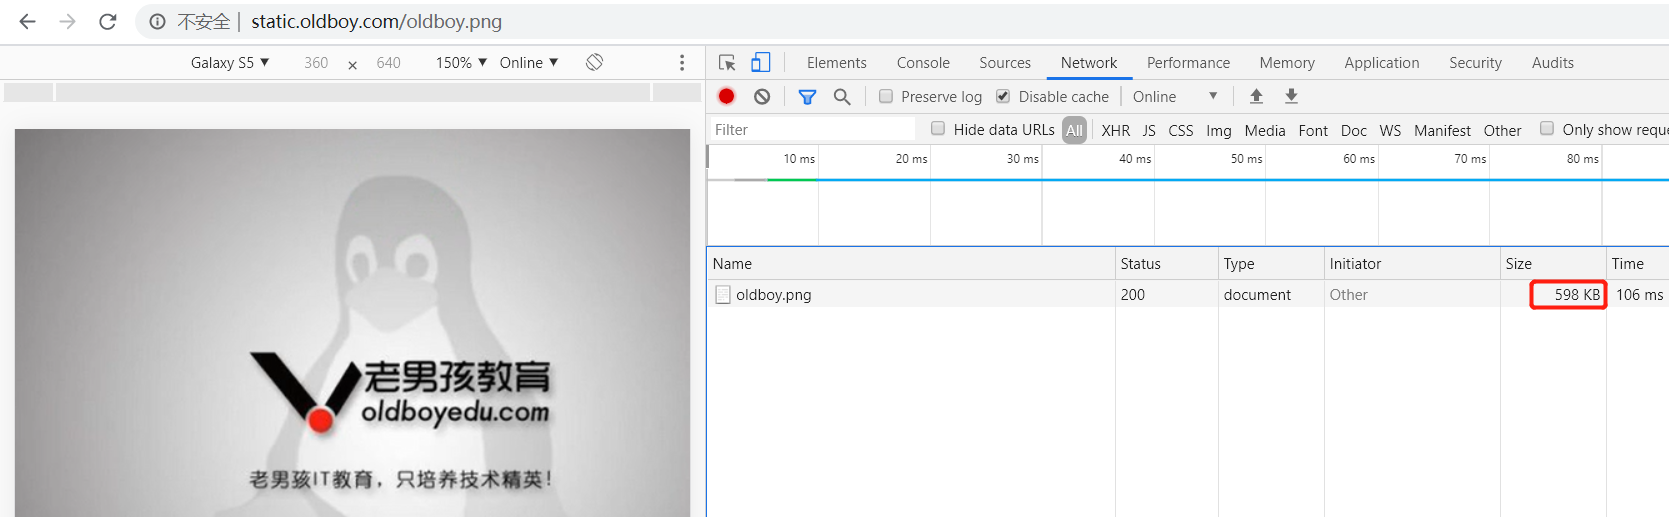 不安全 | static.oldboy.com/oldboy.png
Galaxy S5 ▼ 360 × 640 150% ▼ Online ▼
Elements Console Sources Network Performance Memory Application Security Audits
Preserve log Disable cache Online ▼
Filter Hide data URLs All XHR JS CSS Img Media Font Doc WS Manifest Other Only show reque
10 ms 20 ms 30 ms 40 ms 50 ms 60 ms 70 ms 80 ms
Name Status Type Initiator Size Time
oldboy.png 200 document Other 598 KB 106 ms
老男孩教育
oldboyedu.com
老男孩IT教育，只培养技术精英！